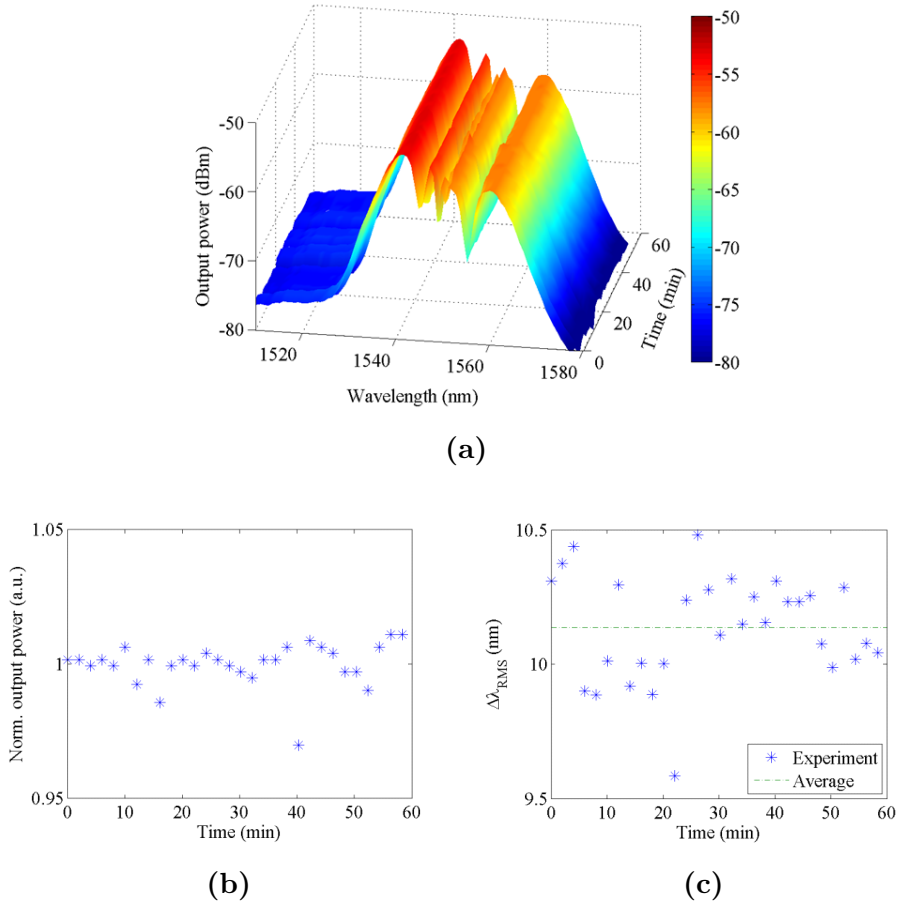 -50
-60
-70
-80
Output power (dBm)
1520
1540
1560
1580
Wavelength (nm)
0
20
40
60
Time (min)
-50
-55
-60
-65
-70
-75
-80
(a)
1.05
1
0.95
Norm. output power (a.u.)
0 10 20 30 40 50 60
Time (min)
(b)
10.5
10
9.5
Δλ_RMS (nm)
Experiment
Average
0 10 20 30 40 50 60
Time (min)
(c)